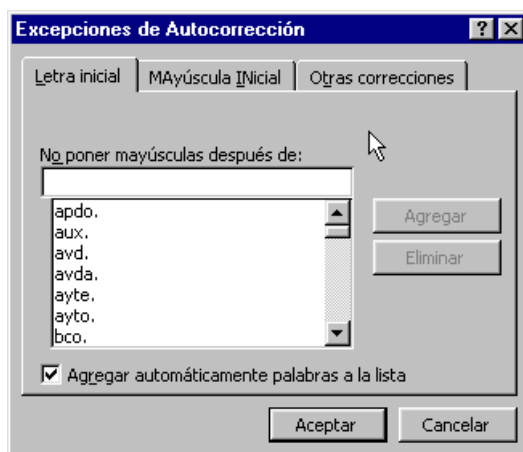 Excepciones de Autocorrección
Letra inicial
MAyúscula INicial
Otras correcciones
No poner mayúsculas después de:
apdo.
aux.
avd.
avda.
ayte.
ayto.
bco.
Agregar
Eliminar
Agregar automáticamente palabras a la lista
Aceptar
Cancelar